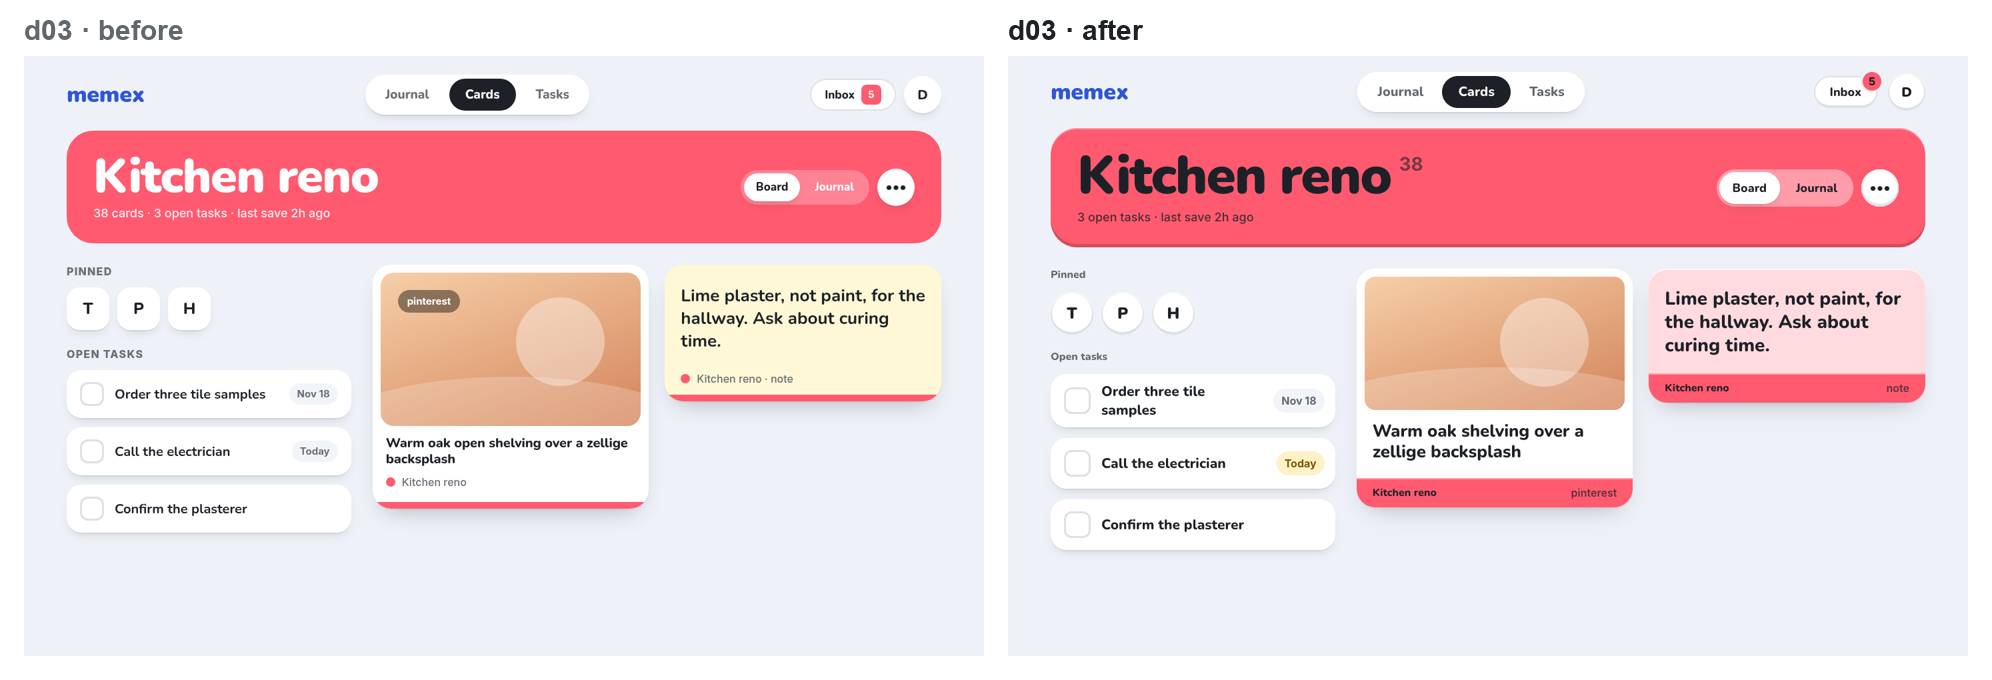 d03 · before
memex
Journal Cards Tasks
Inbox 5 D
Kitchen reno
38 cards · 3 open tasks · last save 2h ago
Board Journal
PINNED
T P H
OPEN TASKS
Order three tile samples Nov 18
Call the electrician Today
Confirm the plasterer
pinterest
Warm oak open shelving over a zellige
backsplash
Kitchen reno
Lime plaster, not paint, for the
hallway. Ask about curing
time.
Kitchen reno · note
d03 · after
memex
Journal Cards Tasks
Inbox 5 D
Kitchen reno 38
3 open tasks · last save 2h ago
Board Journal
Pinned
T P H
Open tasks
Order three tile
samples
Nov 18
Call the electrician Today
Confirm the plasterer
Warm oak shelving over a
zellige backsplash
Kitchen reno pinterest
Lime plaster, not paint, for
the hallway. Ask about
curing time.
Kitchen reno note